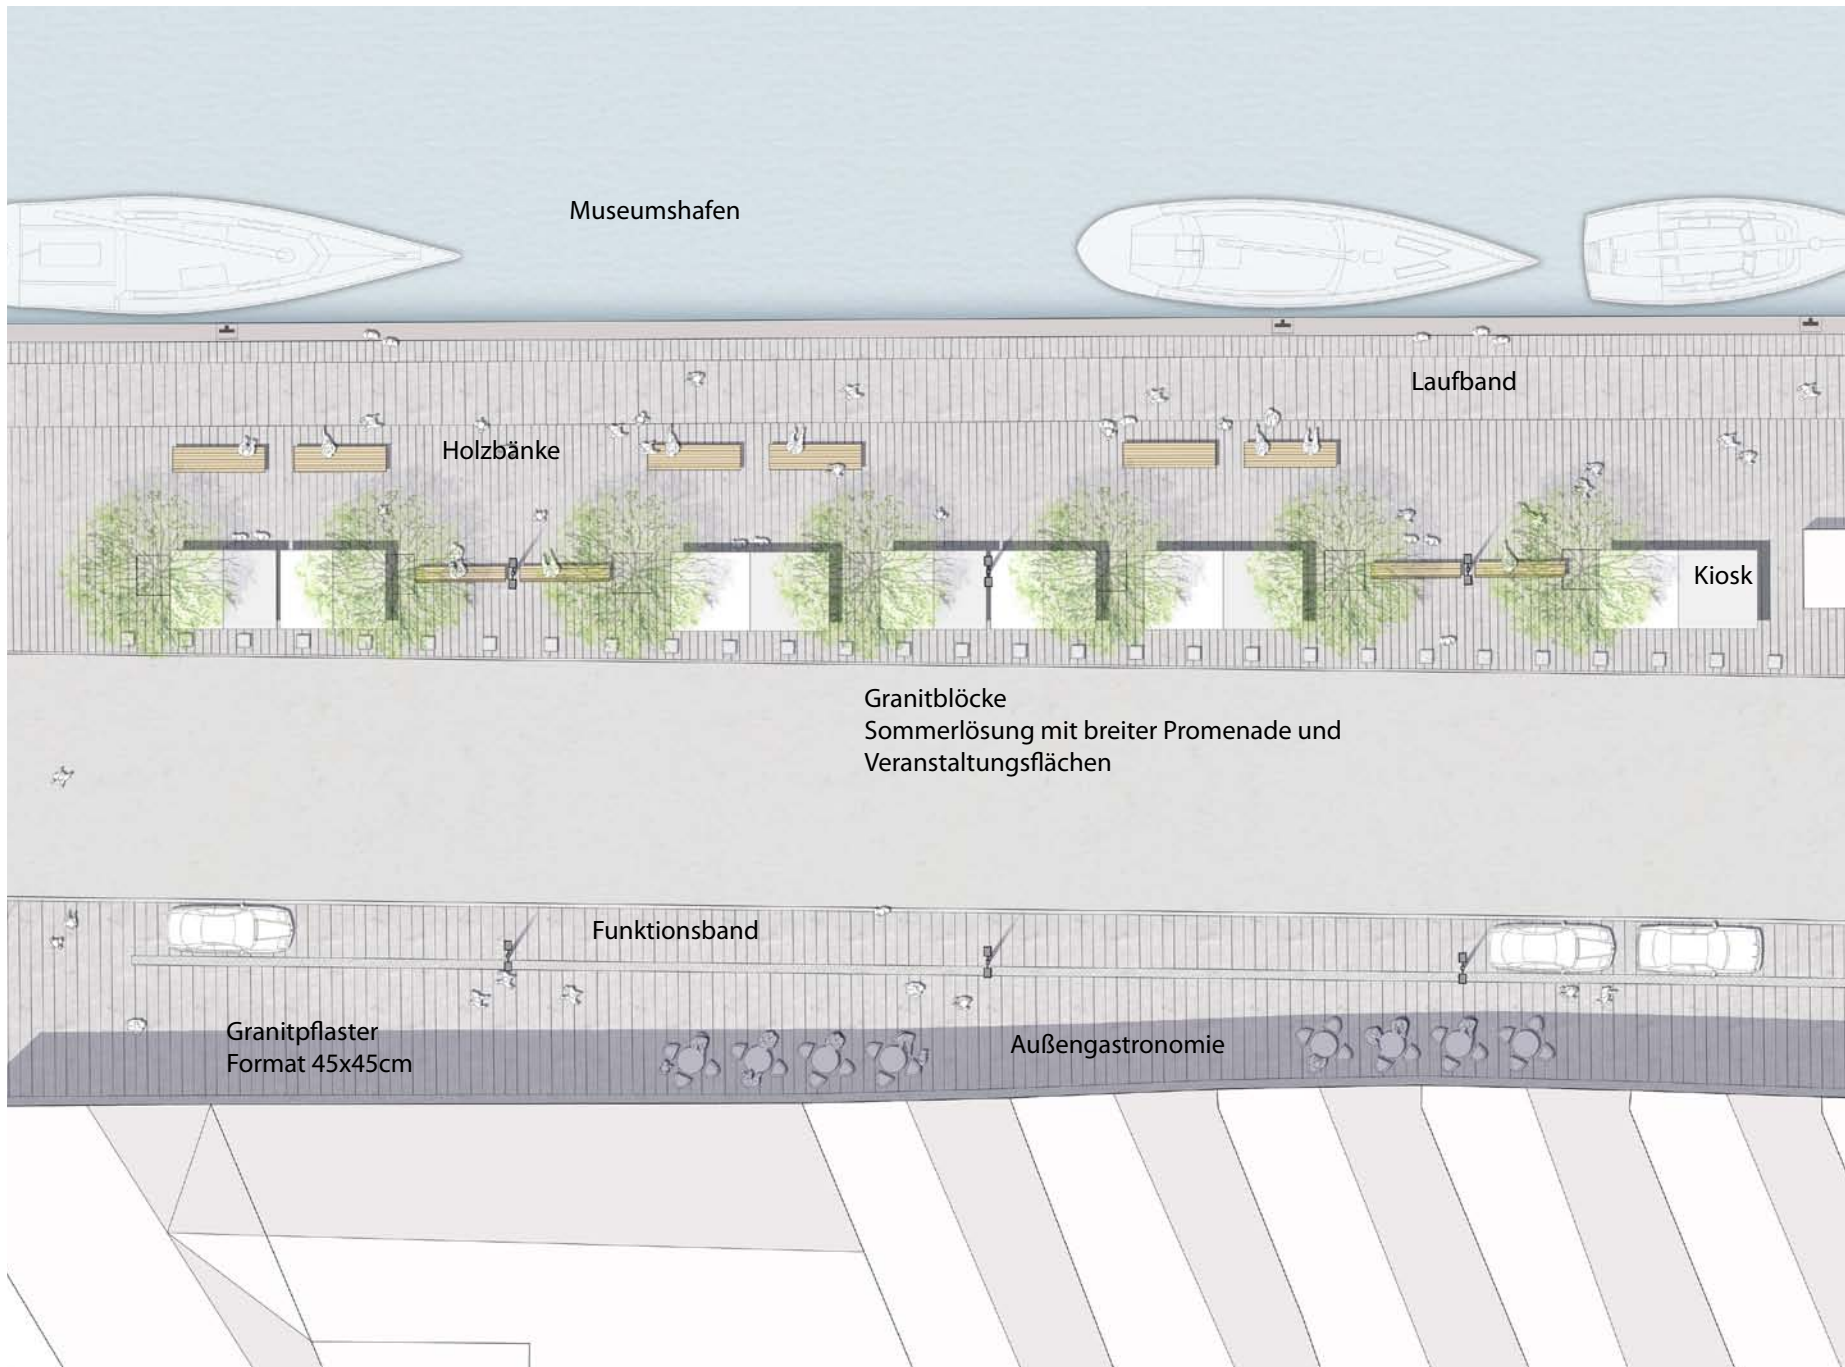 Museumshafen
Laufband
Holzbänke
Kiosk
Granitblöcke
Sommerlösung mit breiter Promenade und
Veranstaltungsflächen
Funktionsband
Granitpflaster
Format 45x45cm
Außengastronomie